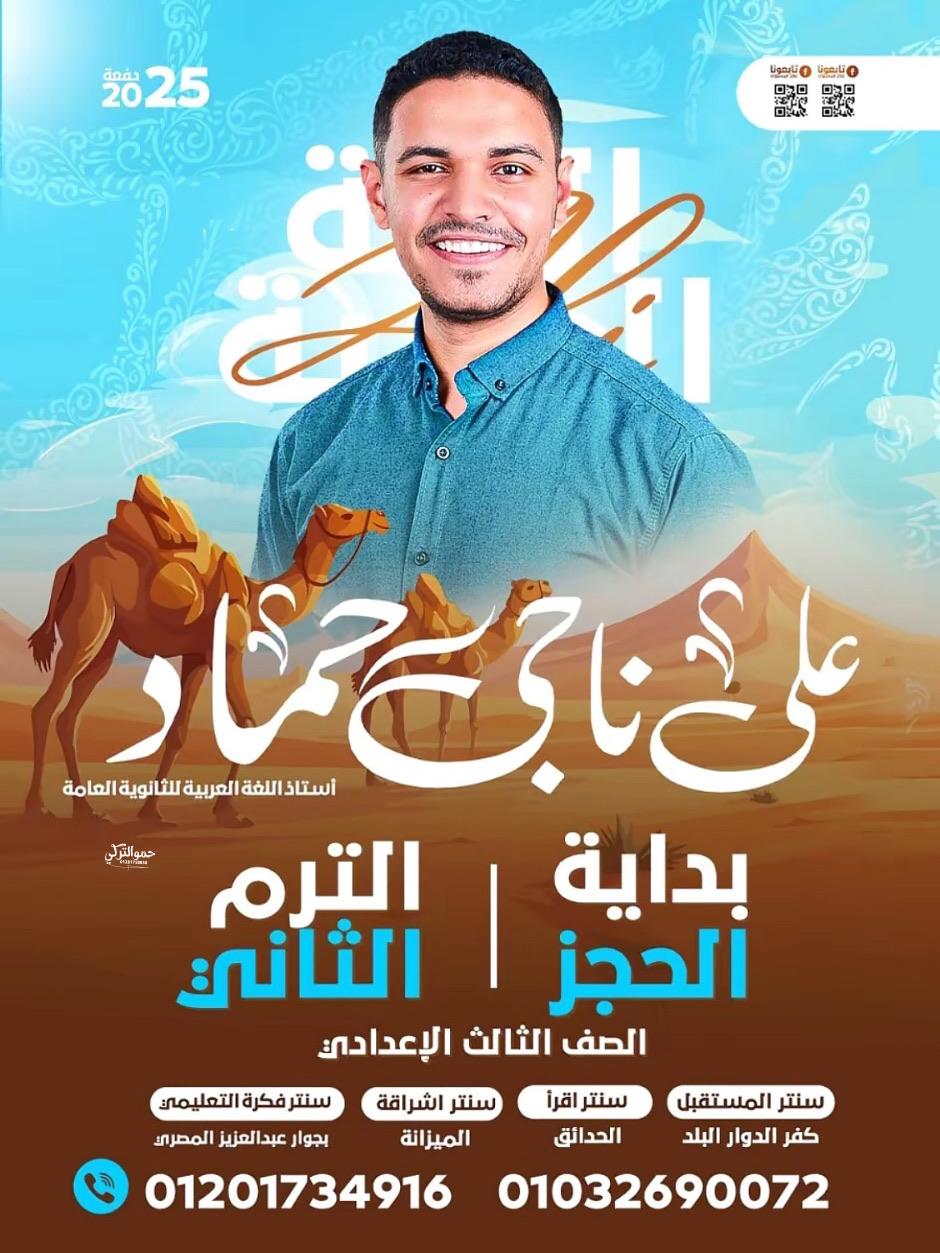 دفعة
2025
تابعونا
تابعونا
علي ناجي حماد
أستاذ اللغة العربية للثانوية العامة
حمو التركي
بداية
الحجز
الترم
الثاني
الصف الثالث الإعدادي
سنتر المستقبل
كفر الدوار البلد
سنتر اقرأ
الحدائق
سنتر اشراقة
الميزانة
سنتر فكرة التعليمي
بجوار عبدالعزيز المصري
01201734916
01032690072